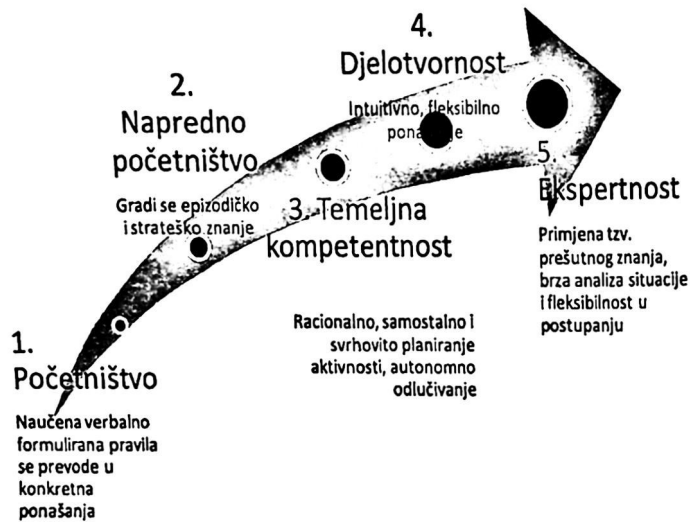 1.
Početništvo
Naučena verbalno
formulirana pravila
se prevode u
konkretna
ponašanja
2.
Napredno
početništvo
Gradi se epizodičko
i strateško znanje
3. Temeljna
kompetentnost
Racionalno, samostalno i
svrhovito planiranje
aktivnosti, autonomno
odlučivanje
4.
Djelotvornost
Intuitivno, fleksibilno
5.
Ekspertnost
Primjena tzv.
prešutnog znanja,
brza analiza situacije
i fleksibilnost u
postupanju